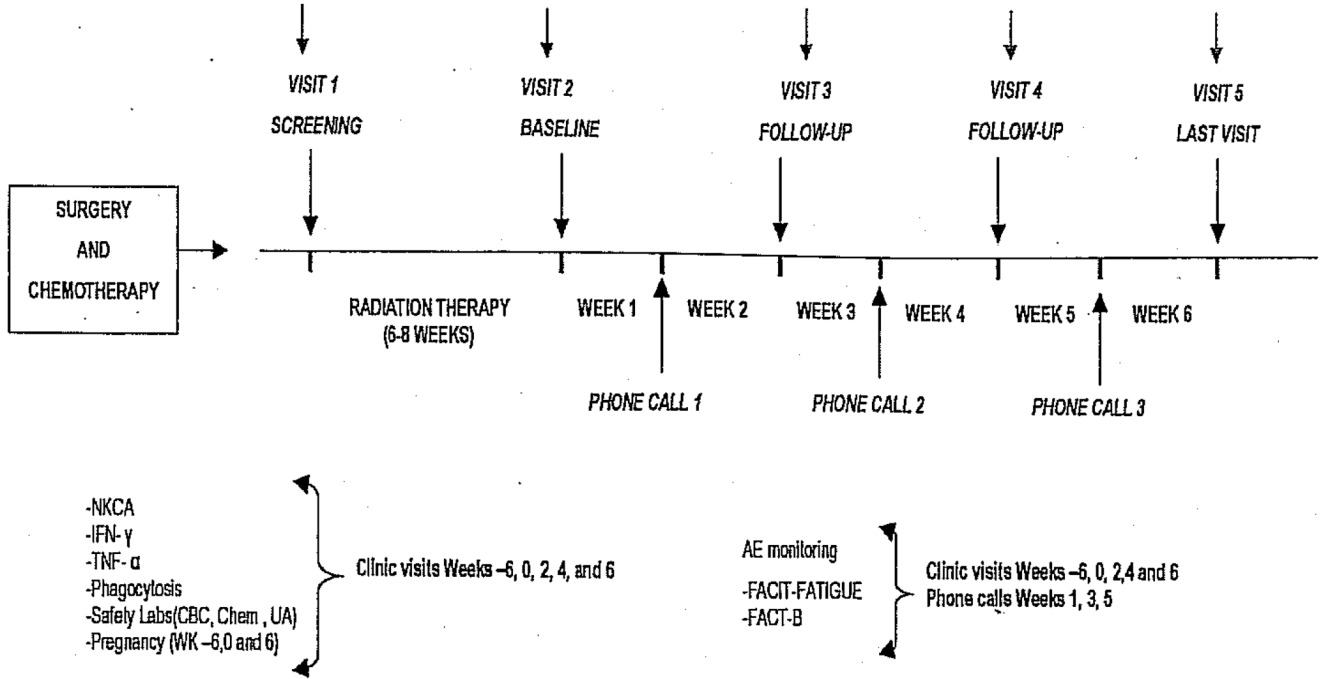 VISIT 1
SCREENING
VISIT 2
BASELINE
VISIT 3
FOLLOW-UP
VISIT 4
FOLLOW-UP
VISIT 5
LAST VISIT
SURGERY
AND
CHEMOTHERAPY
RADIATION THERAPY
(6-8 WEEKS)
WEEK 1
WEEK 2
WEEK 3
WEEK 4
WEEK 5
WEEK 6
PHONE CALL 1
PHONE CALL 2
PHONE CALL 3
-NKCA
-IFN- γ
-TNF- α
-Phagocytosis
-Safely Labs(CBC, Chem , UA)
-Pregnancy (WK –6,0 and 6)
Clinic visits Weeks –6, 0, 2, 4, and 6
AE monitoring
-FACIT-FATIGUE
-FACT-B
Clinic visits Weeks –6, 0, 2,4 and 6
Phone calls Weeks 1, 3, 5